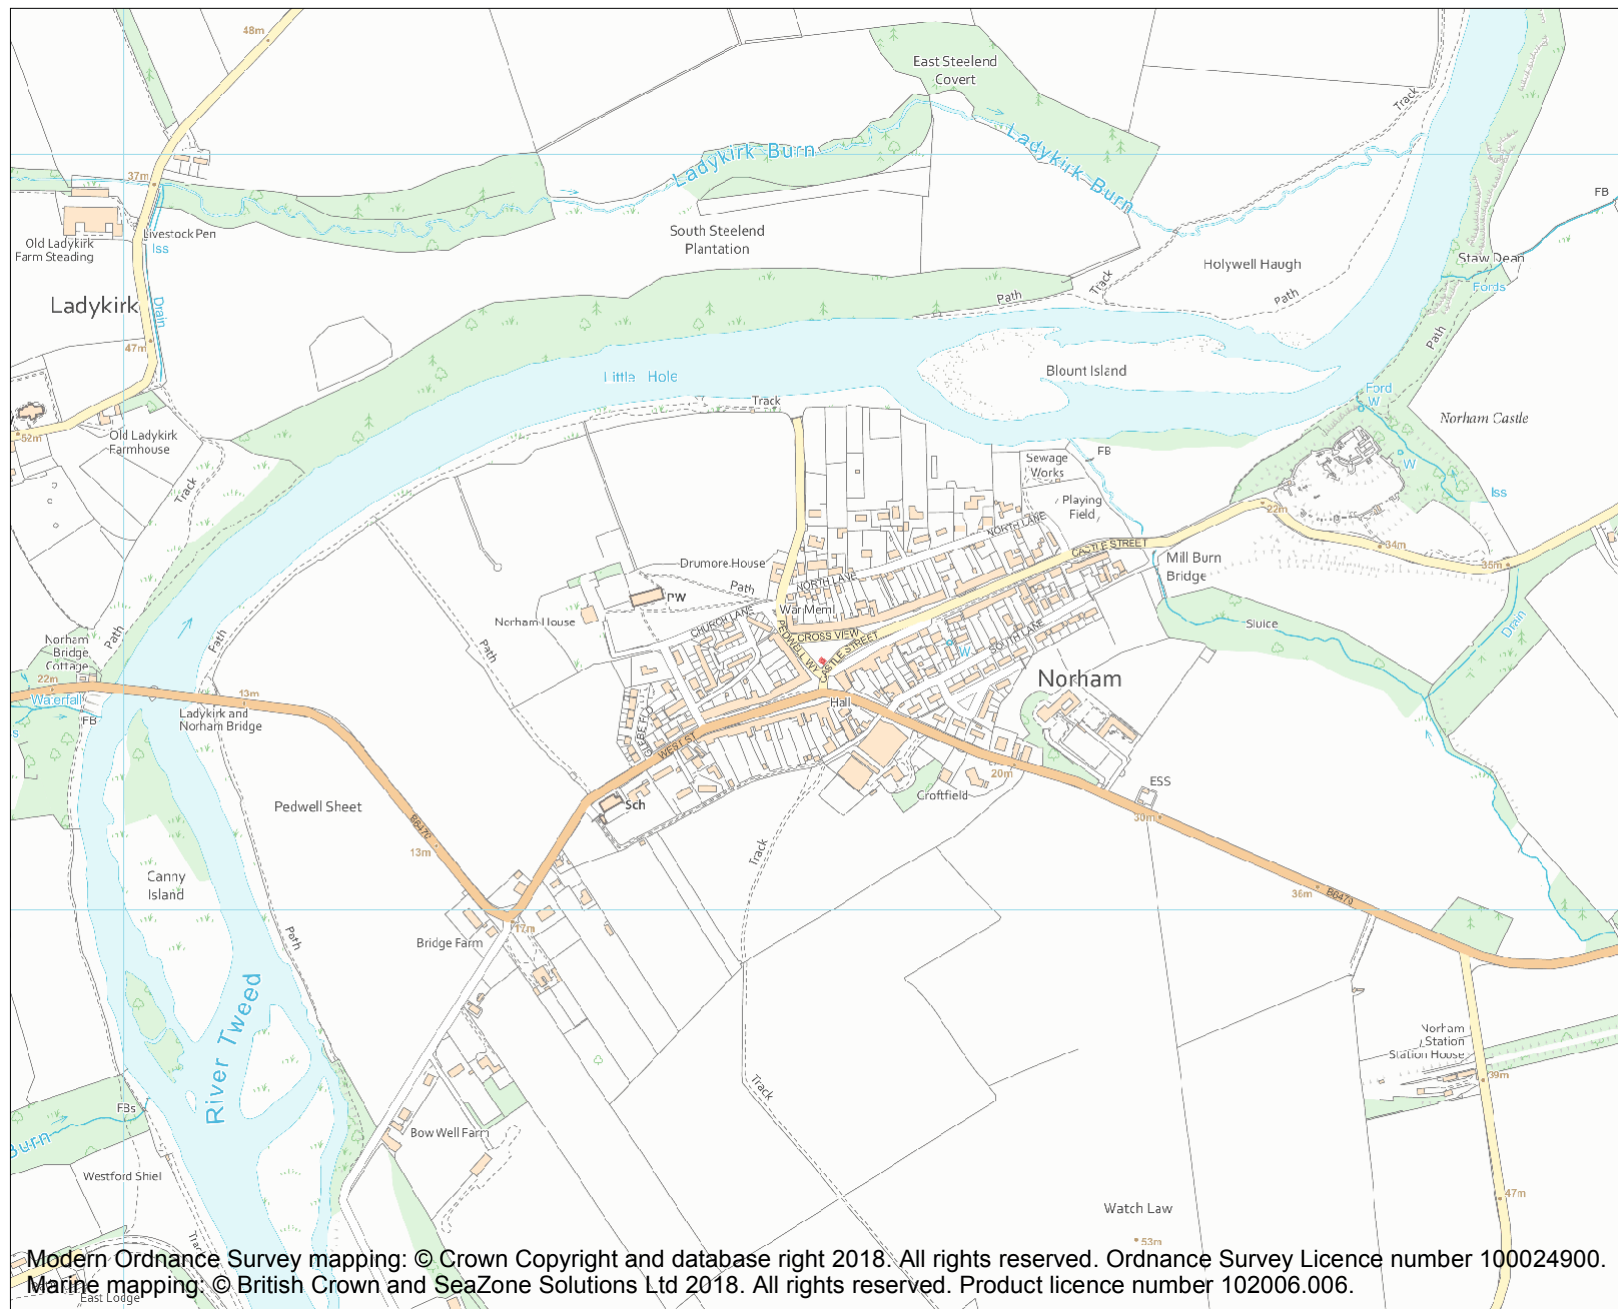 48m
East Steelend
Covert
Track
Ladykirk Burn
Ladykirk Burn
37m
FB
Livestock Pen
Iss
Old Ladykirk
Farm Steading
South Steelend
Plantation
Holywell Haugh
Staw Dean
Fords
Ladykirk
Drain
Track
Path
Path
Path
47m
Little Hole
Blount Island
Ford
W
Track
Norham Castle
52m
Old Ladykirk
Farmhouse
FB
Sewage
Works
W
Track
Iss
Playing
Field
22m
NORTH LANE
CASTLE STREET
34m
Mill Burn
Bridge
35m
Drumore House
Path
NORTH LANE
PW
War Meml
Norham House
CHURCH LANE
CROSS VIEW
PEDWELL WY
CASTLE STREET
SOUTH LANE
W
Sluice
Drain
Path
Path
Path
Norham
Bridge
Cottage
22m
Waterfall
FB
s
13m
Ladykirk and
Norham Bridge
Norham
Hall
GLEBE CL
WEST ST
20m
ESS
Croftfield
Sch
Pedwell Sheet
B6470
13m
30m
Track
Canny
Island
36m
B6470
17m
Bridge Farm
Path
River Tweed
Norham
Station
Station House
39m
Track
FBs
Burn
Bow Well Farm
Westford Shiel
47m
Watch Law
53m
Track
East Lodge
Modern Ordnance Survey mapping: © Crown Copyright and database right 2018. All rights reserved. Ordnance Survey Licence number 100024900.
Marine mapping: © British Crown and SeaZone Solutions Ltd 2018. All rights reserved. Product licence number 102006.006.